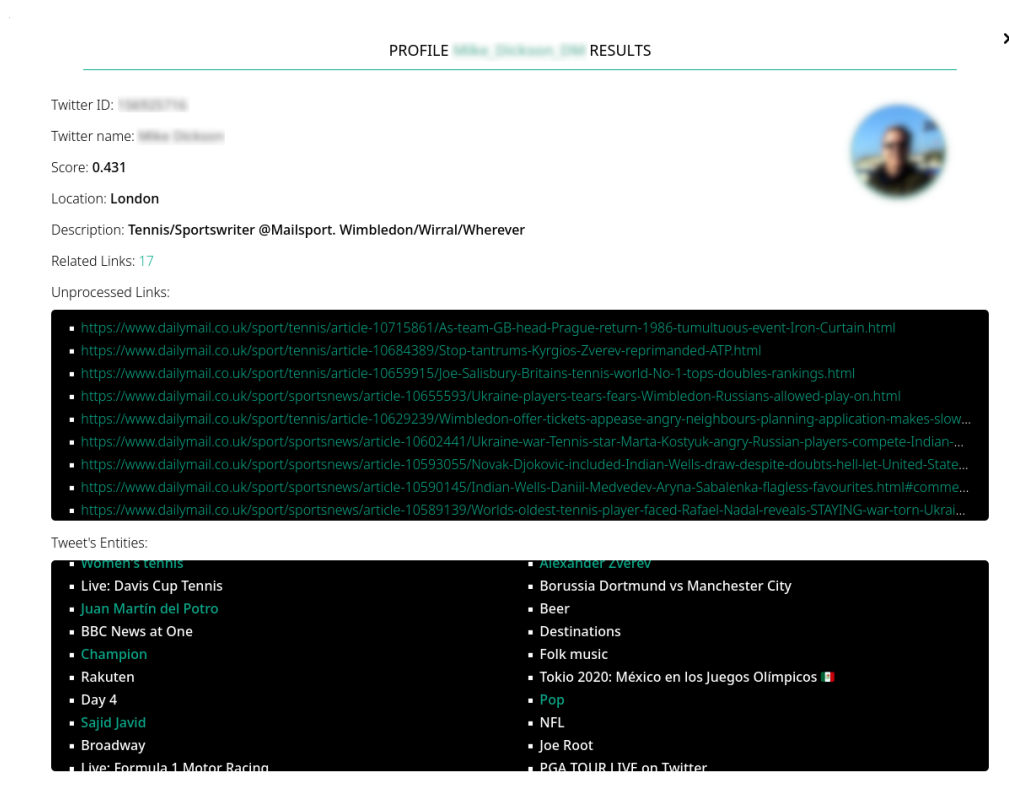 PROFILE RESULTS
Twitter ID:
Twitter name:
Score: 0.431
Location: London
Description: Tennis/Sportswriter @Mailsport. Wimbledon/Wirral/Wherever
Related Links: 17
Unprocessed Links:
https://www.dailymail.co.uk/sport/tennis/article-10715861/As-team-GB-head-Prague-return-1986-tumultuous-event-Iron-Curtain.html
https://www.dailymail.co.uk/sport/tennis/article-10684389/Stop-tantrums-Kyrgios-Zverev-reprimanded-ATP.html
https://www.dailymail.co.uk/sport/tennis/article-10659915/Joe-Salisbury-Britains-tennis-world-No-1-tops-doubles-rankings.html
https://www.dailymail.co.uk/sport/tennis/article-10655593/Ukraine-players-tears-fears-Wimbledon-Russians-allowed-play-on.html
https://www.dailymail.co.uk/sport/tennis/article-10629239/Wimbledon-offer-tickets-appease-angry-neighbours-planning-application-makes-slow...
https://www.dailymail.co.uk/sport/sportsnews/article-10602441/Ukraine-war-Tennis-star-Marta-Kostyuk-angry-Russian-players-compete-Indian-...
https://www.dailymail.co.uk/sport/sportsnews/article-10593055/Novak-Djokovic-included-Indian-Wells-draw-despite-doubts-hell-let-United-State...
https://www.dailymail.co.uk/sport/sportsnews/article-10590145/Indian-Wells-Daniil-Medvedev-Aryna-Sabalenka-flagless-favourites.html#comme...
https://www.dailymail.co.uk/sport/sportsnews/article-10589139/Worlds-oldest-tennis-player-faced-Rafael-Nadal-reveals-STAYING-war-torn-Ukrai...
Tweet's Entities:
Women's tennis
Live: Davis Cup Tennis
Juan Martín del Potro
BBC News at One
Champion
Rakuten
Day 4
Sajid Javid
Broadway
Live: Formula 1 Motor Racing
Alexander Zverev
Borussia Dortmund vs Manchester City
Beer
Destinations
Folk music
Tokio 2020: México en los Juegos Olímpicos 🇲🇽
Pop
NFL
Joe Root
PGA TOUR LIVE on Twitter